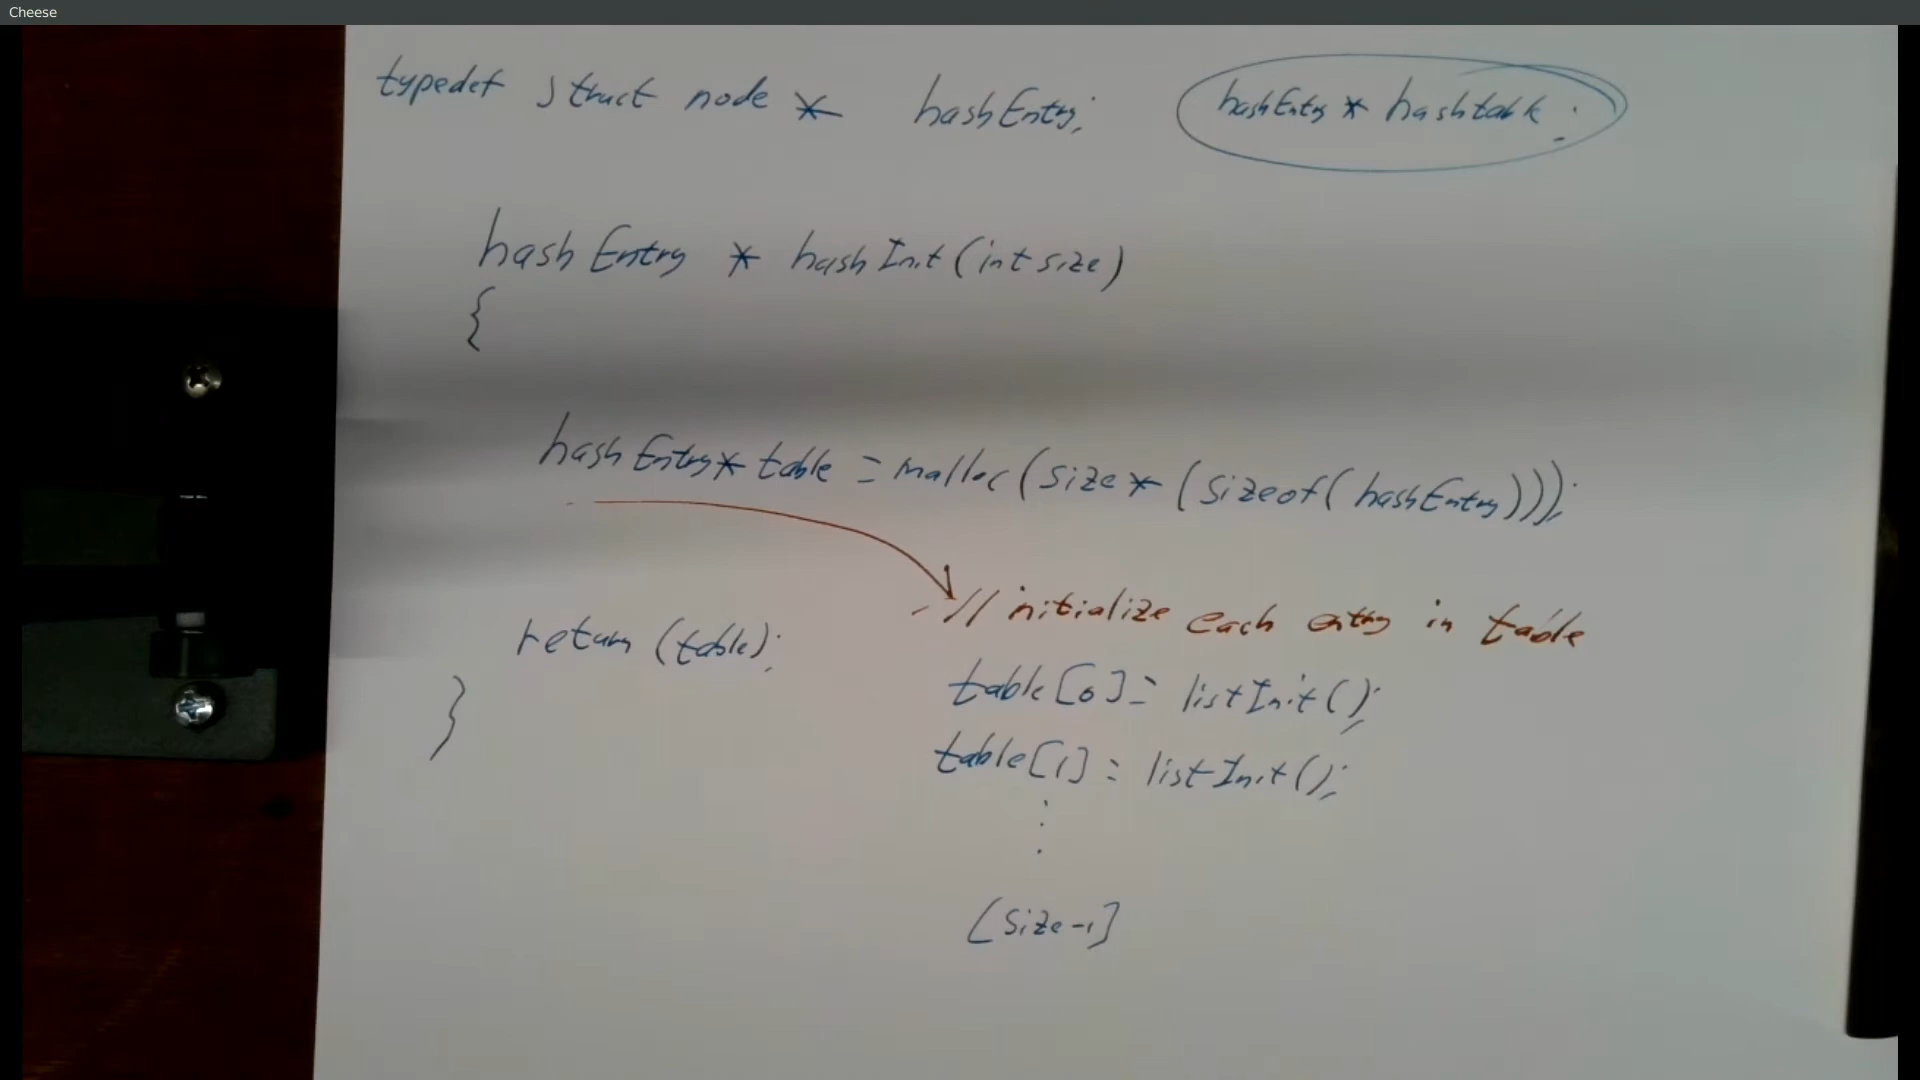 Cheese
typedef struct node * hashEntry; hashEntry * hashtable;
hashEntry * hashInit(int size)
{
hashEntry* table = malloc(size * (sizeof(hashEntry)));
// initialize each entry in table
return (table);
table[0] = listInit();
}
table[1] = listInit();
[size-1]